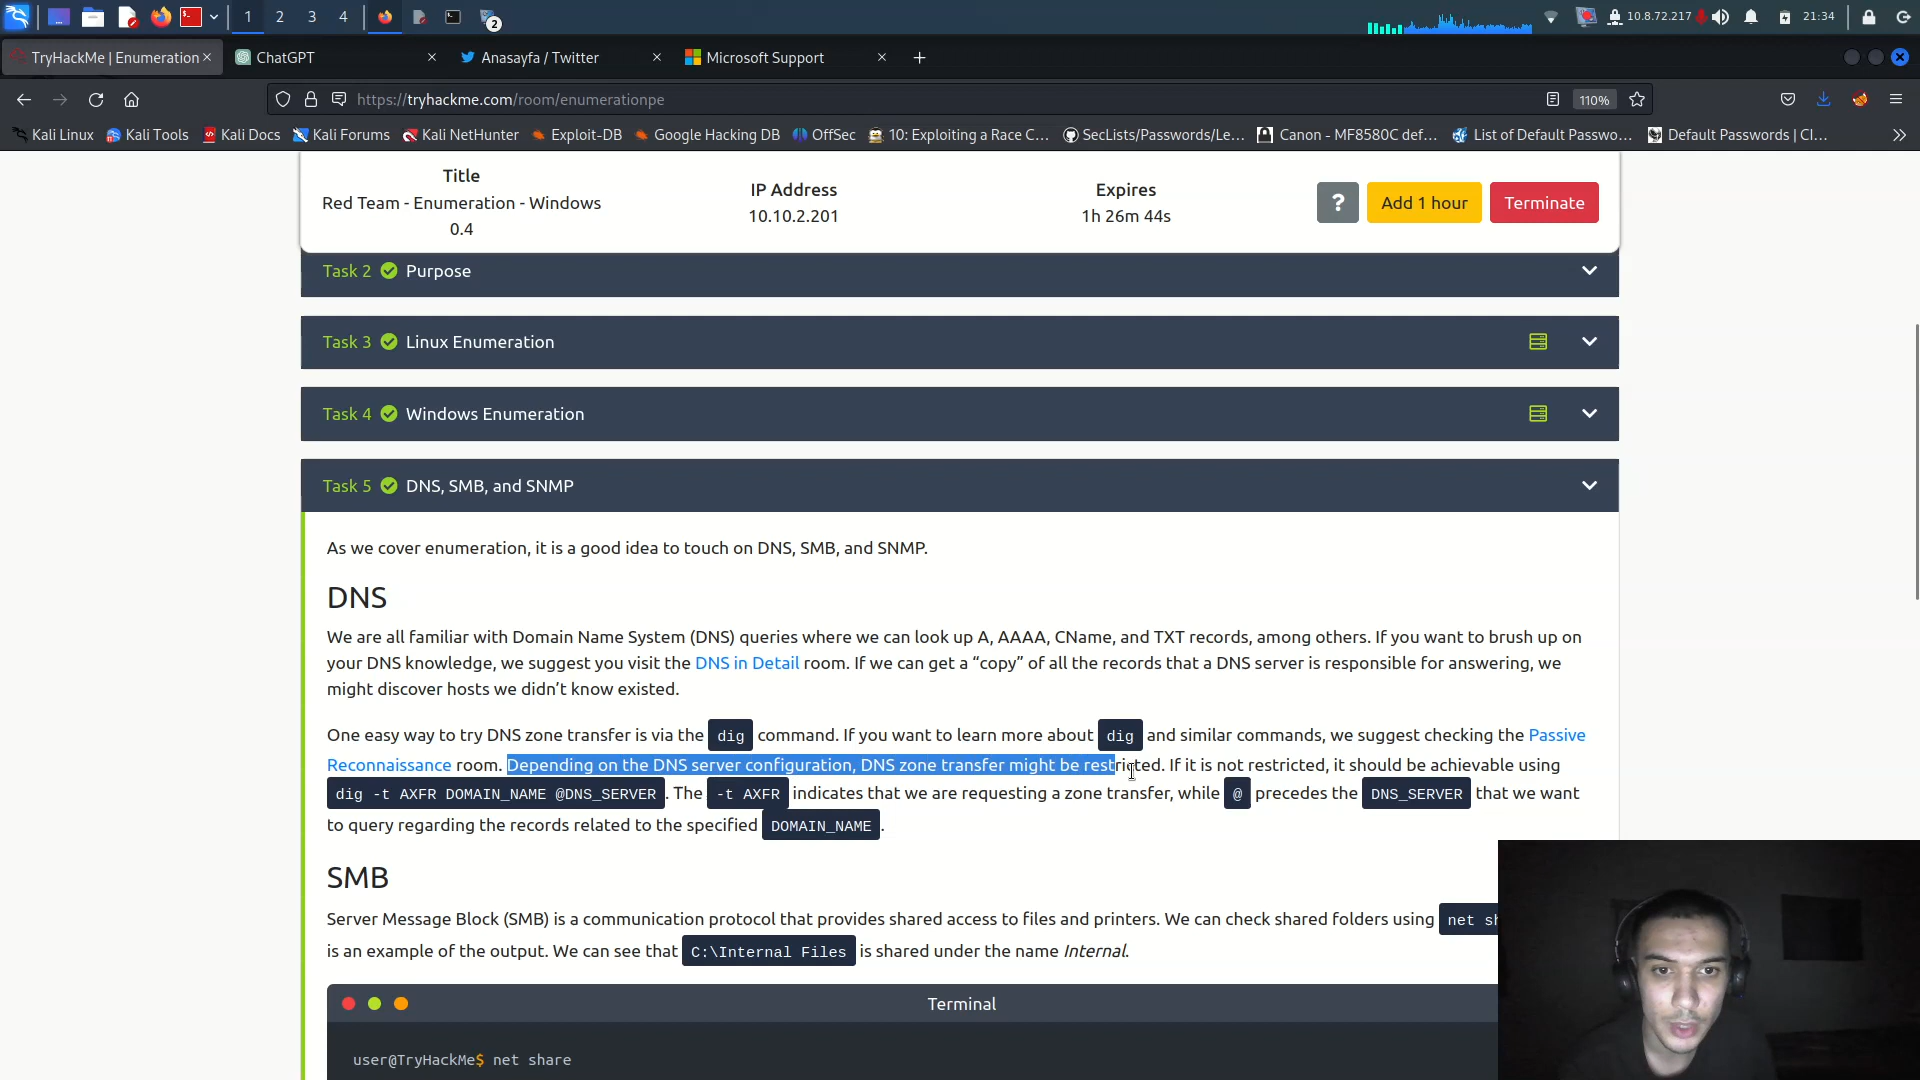 1 2 3 4 2 10.8.72.217 21:34
TryHackMe | Enumeration ChatGPT Anasayfa / Twitter Microsoft Support
https://tryhackme.com/room/enumerationpe 110%
Kali Linux Kali Tools Kali Docs Kali Forums Kali NetHunter Exploit-DB Google Hacking DB OffSec 10: Exploiting a Race C… SecLists/Passwords/Le… Canon - MF8580C def… List of Default Passwo… Default Passwords | CI…
Title
Red Team - Enumeration - Windows
0.4
IP Address
10.10.2.201
Expires
1h 26m 44s
? Add 1 hour Terminate
Task 2 Purpose
Task 3 Linux Enumeration
Task 4 Windows Enumeration
Task 5 DNS, SMB, and SNMP
As we cover enumeration, it is a good idea to touch on DNS, SMB, and SNMP.
DNS
We are all familiar with Domain Name System (DNS) queries where we can look up A, AAAA, CName, and TXT records, among others. If you want to brush up on
your DNS knowledge, we suggest you visit the DNS in Detail room. If we can get a “copy” of all the records that a DNS server is responsible for answering, we
might discover hosts we didn’t know existed.
One easy way to try DNS zone transfer is via the dig command. If you want to learn more about dig and similar commands, we suggest checking the Passive
Reconnaissance room. Depending on the DNS server configuration, DNS zone transfer might be restricted. If it is not restricted, it should be achievable using
dig -t AXFR DOMAIN_NAME @DNS_SERVER . The -t AXFR indicates that we are requesting a zone transfer, while @ precedes the DNS_SERVER that we want
to query regarding the records related to the specified DOMAIN_NAME .
SMB
Server Message Block (SMB) is a communication protocol that provides shared access to files and printers. We can check shared folders using net sh
is an example of the output. We can see that C:\Internal Files is shared under the name Internal.
Terminal
user@TryHackMe$ net share